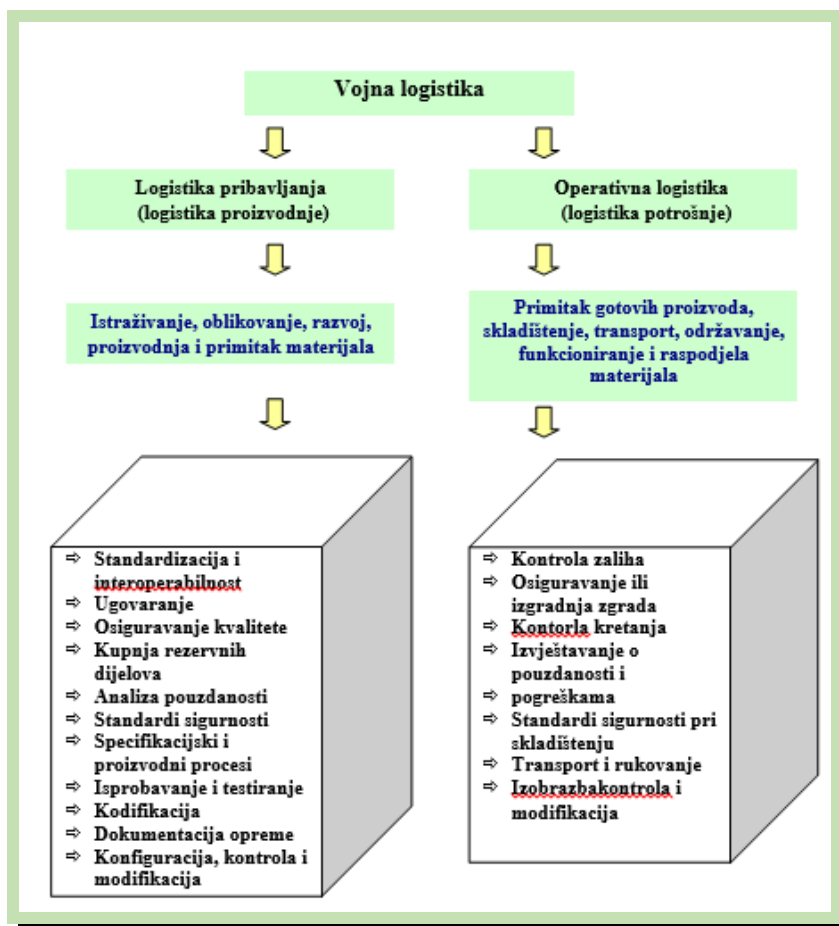 Vojna logistika
Logistika pribavljanja
(logistika proizvodnje)
Operativna logistika
(logistika potrošnje)
Istraživanje, oblikovanje, razvoj,
proizvodnja i primitak materijala
Primitak gotovih proizvoda,
skladištenje, transport, održavanje,
funkcioniranje i raspodjela
materijala
⇨ Standardizacija i
interoperabilnost
⇨ Ugovaranje
⇨ Osiguravanje kvalitete
⇨ Kupnja rezervnih
dijelova
⇨ Analiza pouzdanosti
⇨ Standardi sigurnosti
⇨ Specifikacijski i
proizvodni procesi
⇨ Isprobavanje i testiranje
⇨ Kodifikacija
⇨ Dokumentacija opreme
⇨ Konfiguracija, kontrola i
modifikacija
⇨ Kontrola zaliha
⇨ Osiguravanje ili
izgradnja zgrada
⇨ Kontorla kretanja
⇨ Izvještavanje o
pouzdanosti i
⇨ pogreškama
⇨ Standardi sigurnosti pri
skladištenju
⇨ Transport i rukovanje
⇨ Izobrazbakontrola i
modifikacija